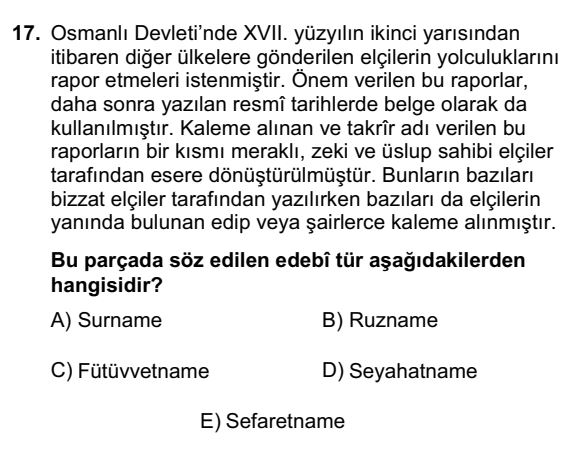 17. Osmanlı Devleti’nde XVII. yüzyılın ikinci yarısından
itibaren diğer ülkelere gönderilen elçilerin yolculuklarını
rapor etmeleri istenmiştir. Önem verilen bu raporlar,
daha sonra yazılan resmî tarihlerde belge olarak da
kullanılmıştır. Kaleme alınan ve takrîr adı verilen bu
raporların bir kısmı meraklı, zeki ve üslup sahibi elçiler
tarafından esere dönüştürülmüştür. Bunların bazıları
bizzat elçiler tarafından yazılırken bazıları da elçilerin
yanında bulunan edip veya şairlerce kaleme alınmıştır.
Bu parçada söz edilen edebî tür aşağıdakilerden
hangisidir?
A) Surname B) Ruzname
C) Fütüvvetname D) Seyahatname
E) Sefaretname